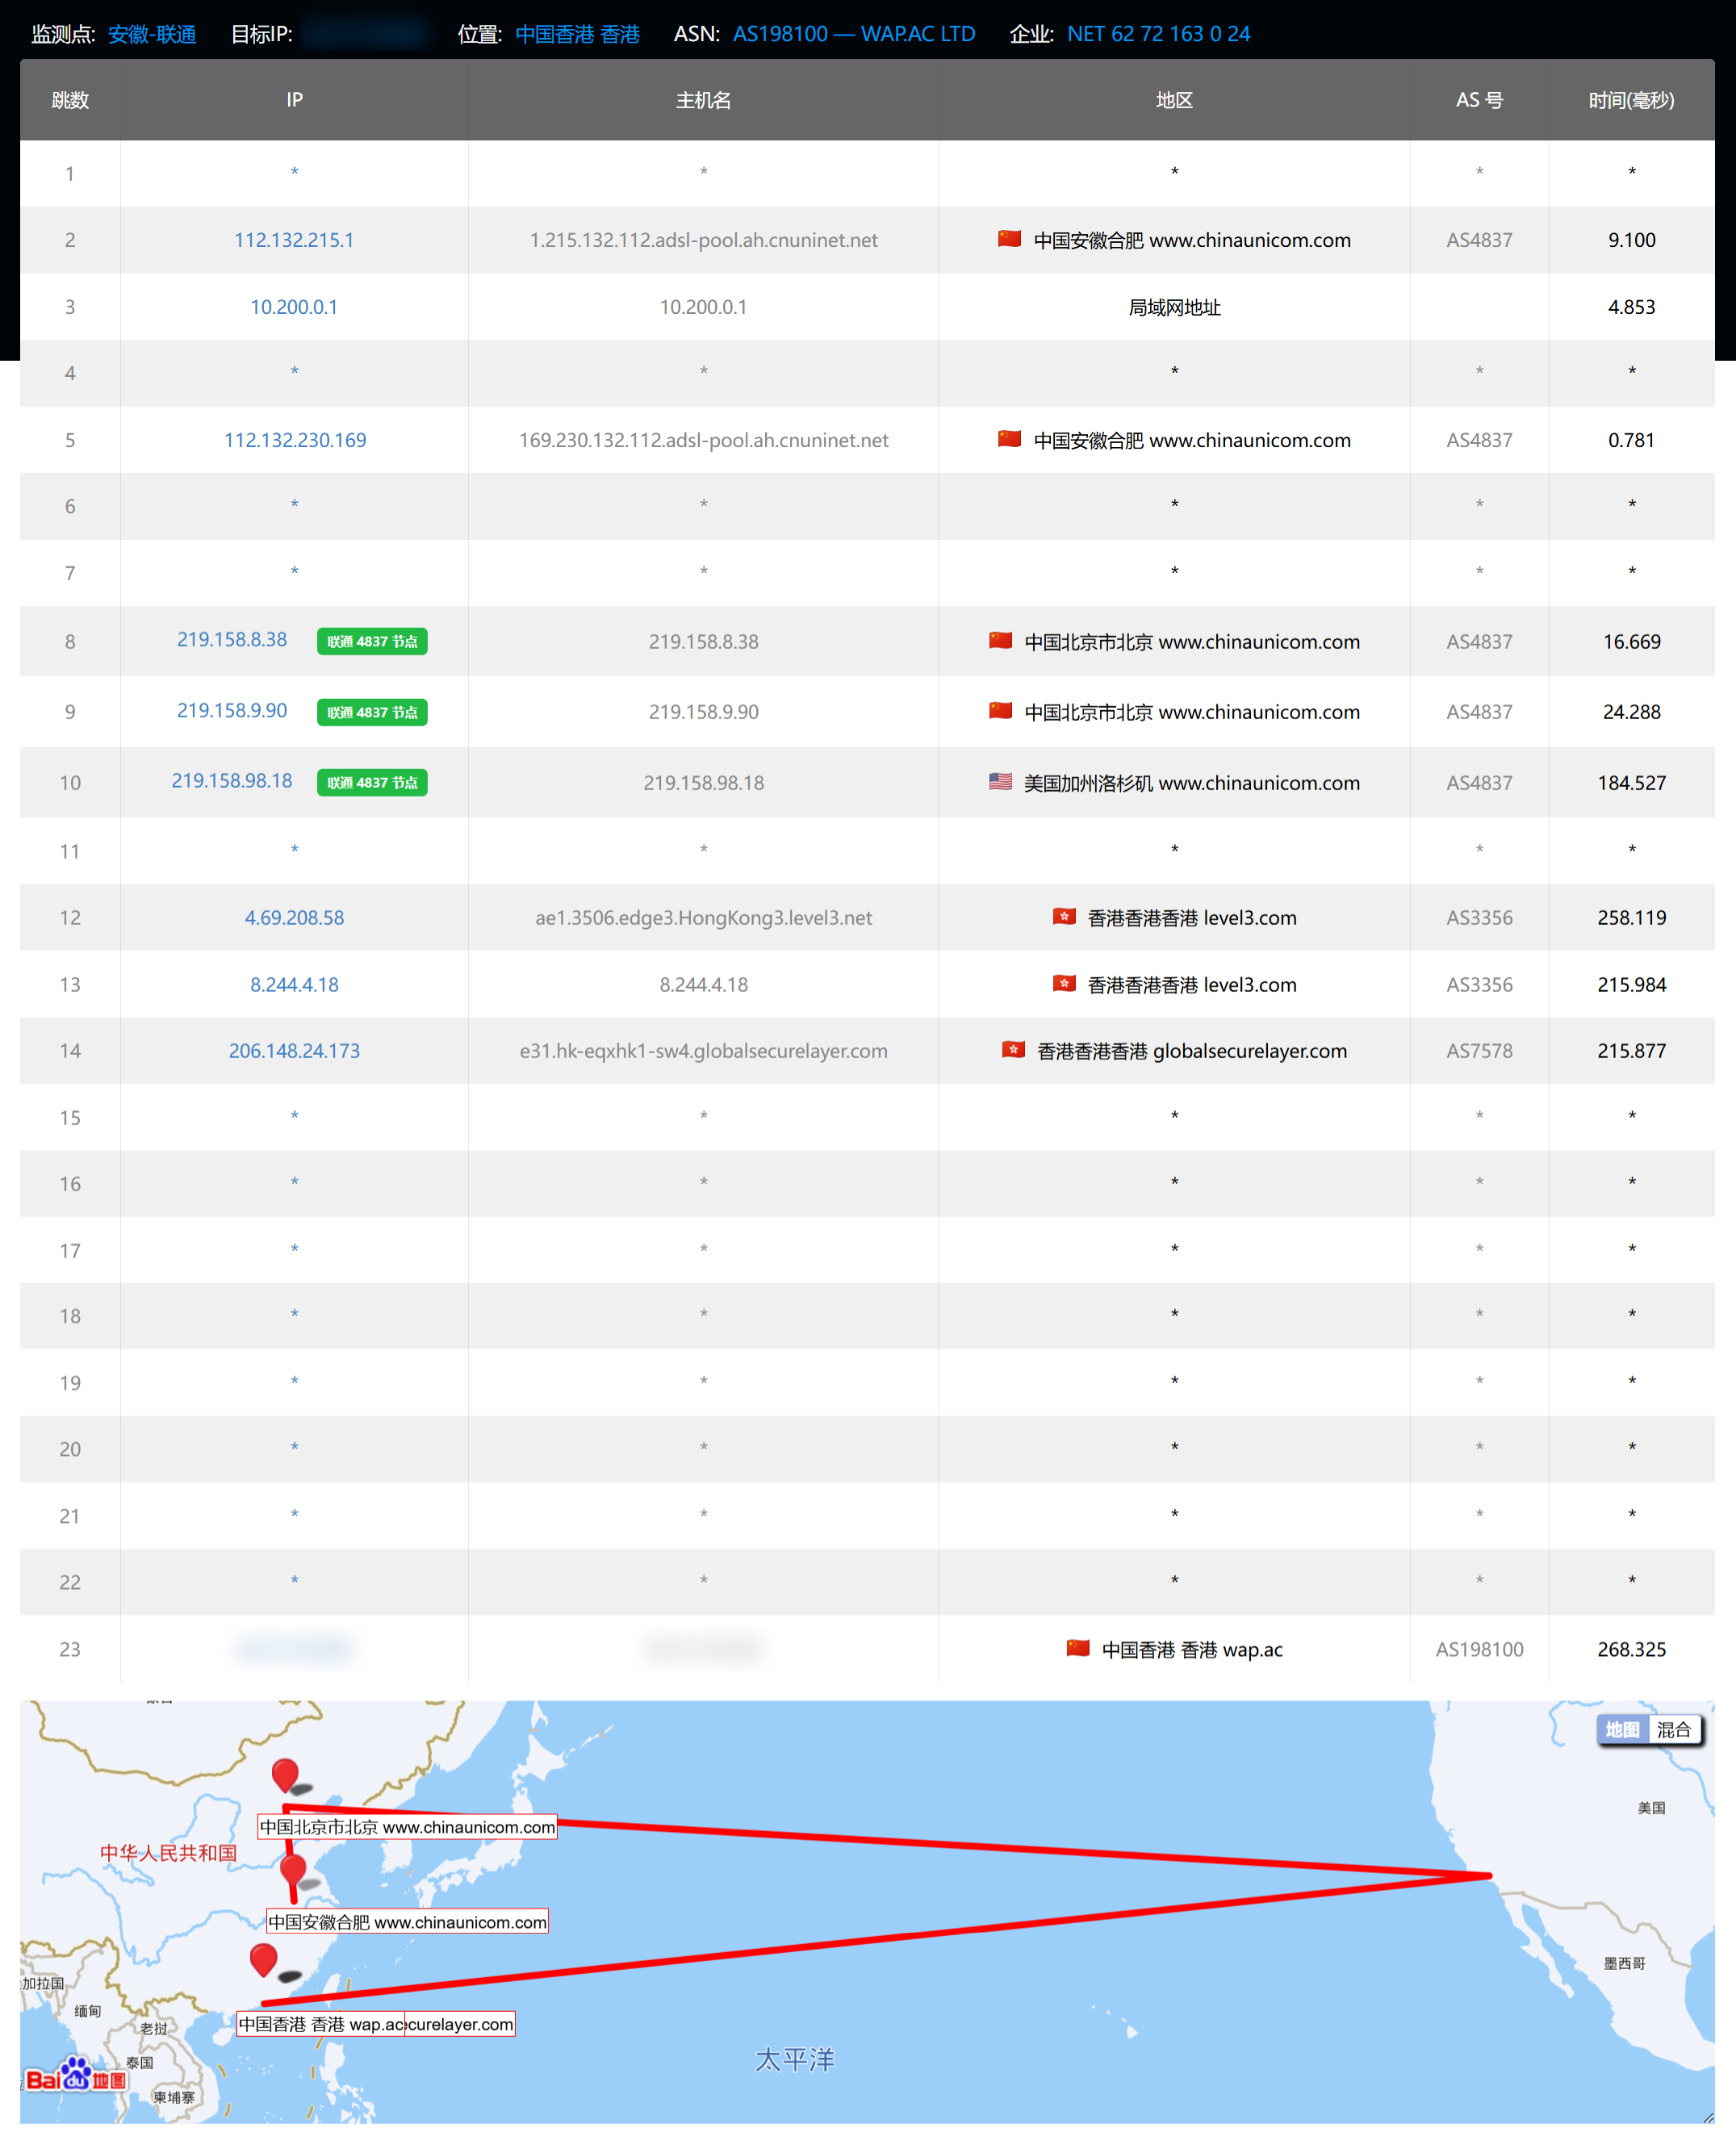 监测点: 安徽-联通 目标IP: 位置: 中国香港 香港 ASN: AS198100 — WAP.AC LTD 企业: NET 62 72 163 0 24
跳数 IP 主机名 地区 AS 号 时间(毫秒)
1 * * * * *
2 112.132.215.1 1.215.132.112.adsl-pool.ah.cnuninet.net 中国安徽合肥 www.chinaunicom.com AS4837 9.100
3 10.200.0.1 10.200.0.1 局域网地址 4.853
4 * * * * *
5 112.132.230.169 169.230.132.112.adsl-pool.ah.cnuninet.net 中国安徽合肥 www.chinaunicom.com AS4837 0.781
6 * * * * *
7 * * * * *
8 219.158.8.38 联通 4837 节点 219.158.8.38 中国北京市北京 www.chinaunicom.com AS4837 16.669
9 219.158.9.90 联通 4837 节点 219.158.9.90 中国北京市北京 www.chinaunicom.com AS4837 24.288
10 219.158.98.18 联通 4837 节点 219.158.98.18 美国加州洛杉矶 www.chinaunicom.com AS4837 184.527
11 * * * * *
12 4.69.208.58 ae1.3506.edge3.HongKong3.level3.net 香港香港香港 level3.com AS3356 258.119
13 8.244.4.18 8.244.4.18 香港香港香港 level3.com AS3356 215.984
14 206.148.24.173 e31.hk-eqxhk1-sw4.globalsecurelayer.com 香港香港香港 globalsecurelayer.com AS7578 215.877
15 * * * * *
16 * * * * *
17 * * * * *
18 * * * * *
19 * * * * *
20 * * * * *
21 * * * * *
22 * * * * *
23 中国香港 香港 wap.ac AS198100 268.325
地图 混合
美国
中国北京市北京 www.chinaunicom.com
中华人民共和国
中国安徽合肥 www.chinaunicom.com
墨西哥
加拉国
缅甸
中国香港 香港 wap.ac
curelayer.com
老挝
太平洋
泰国
Bai du 地图
柬埔寨